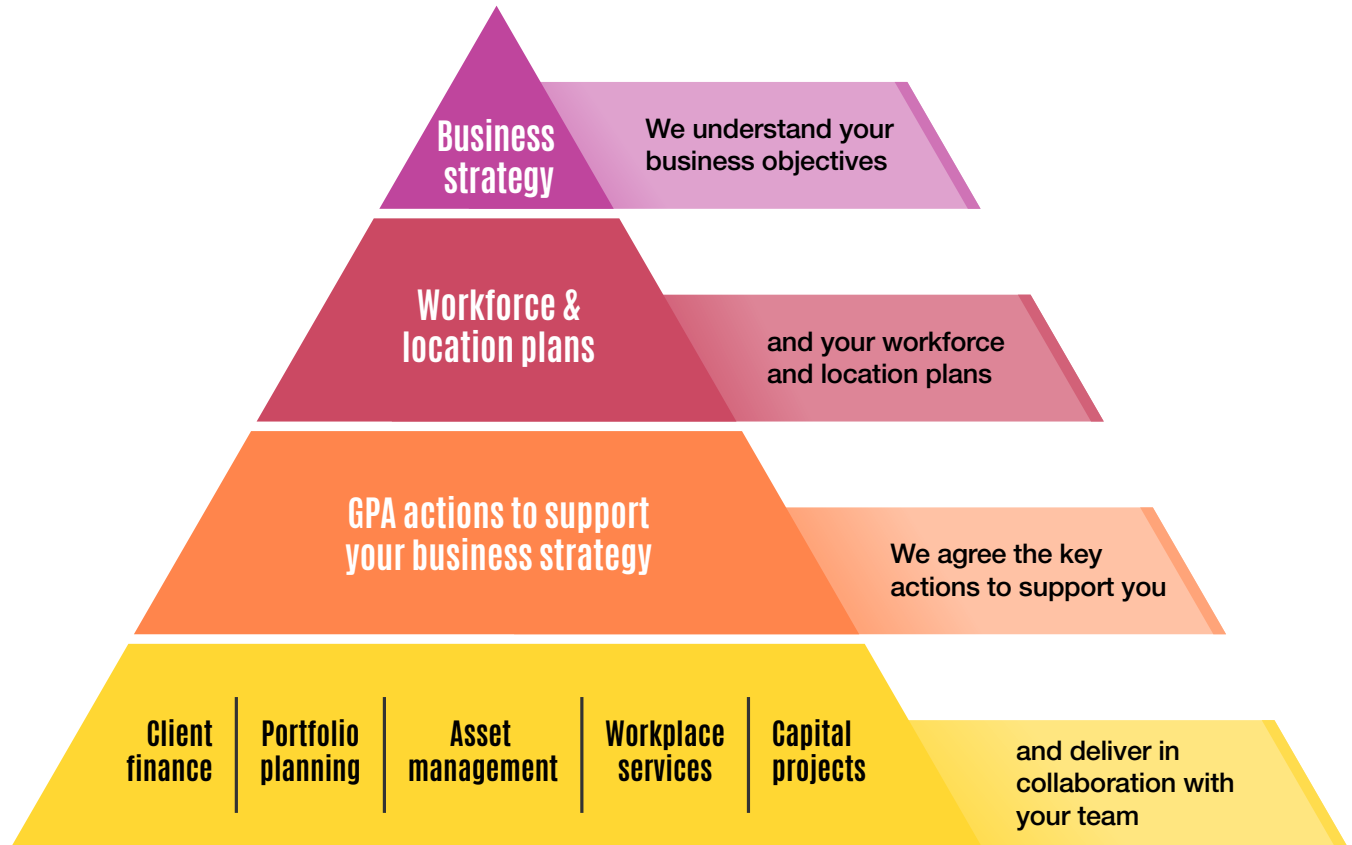 Business
strategy
We understand your
business objectives
Workforce &
location plans
and your workforce
and location plans
GPA actions to support
your business strategy
We agree the key
actions to support you
Client
finance
Portfolio
planning
Asset
management
Workplace
services
Capital
projects
and deliver in
collaboration with
your team